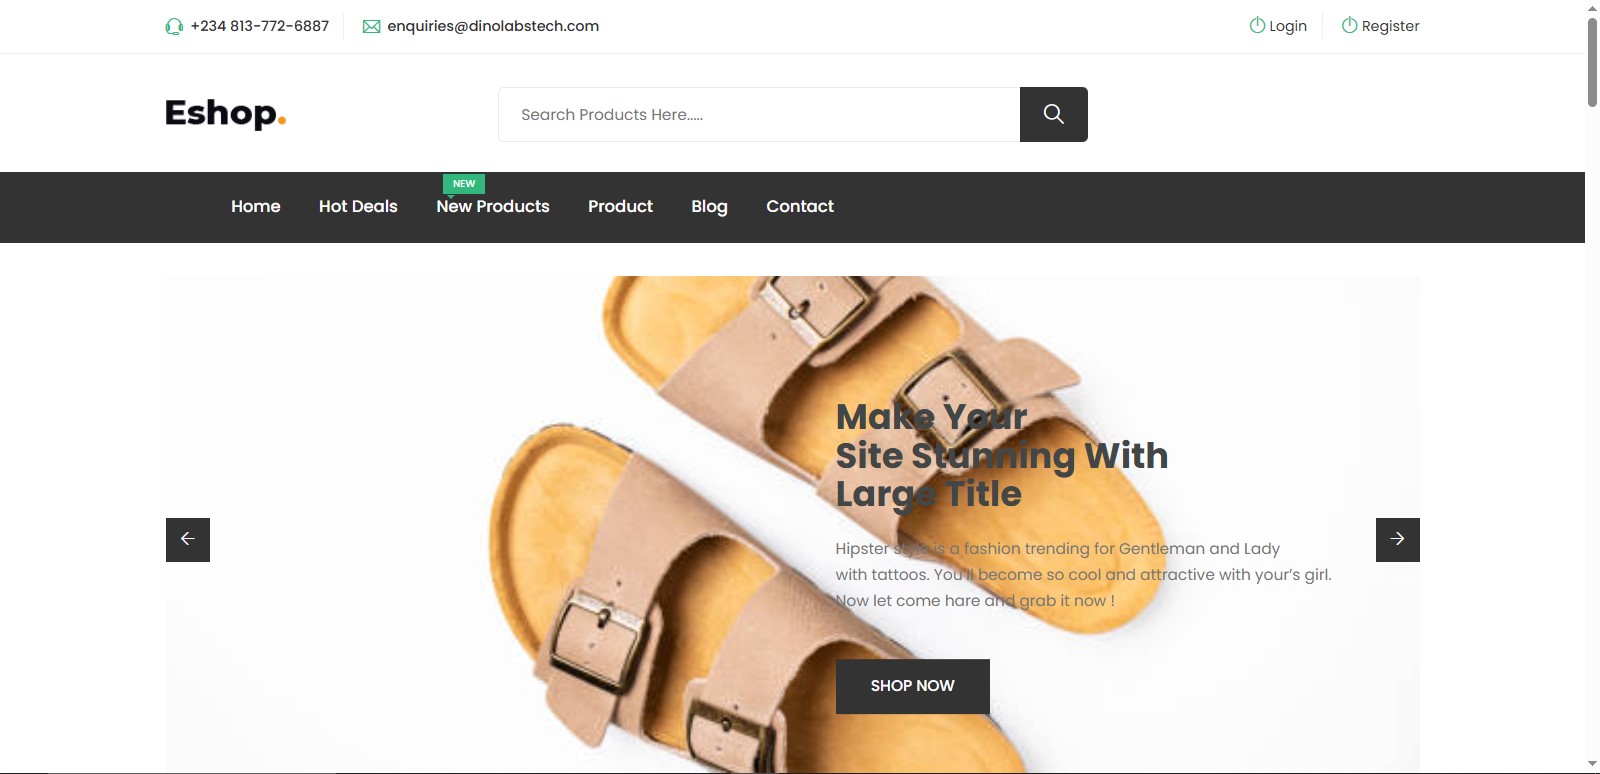 +234 813-772-6887
enquiries@dinolabstech.com
Login
Register
Eshop.
Search Products Here.....
NEW
Home
Hot Deals
New Products
Product
Blog
Contact
Make Your
Site Stunning With
Large Title
Hipster style is a fashion trending for Gentleman and Lady
with tattoos. You'll become so cool and attractive with your's girl.
Now let come hare and grab it now !
SHOP NOW